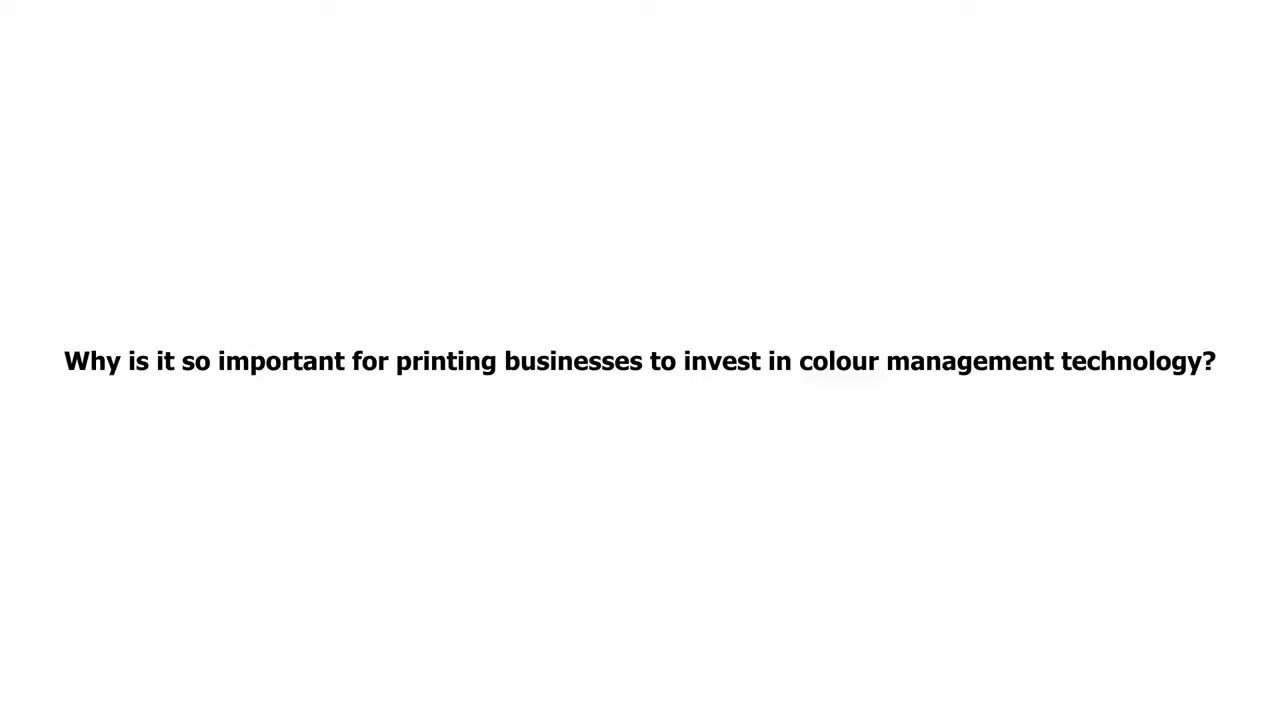 Why is it so important for printing businesses to invest in colour management technology?